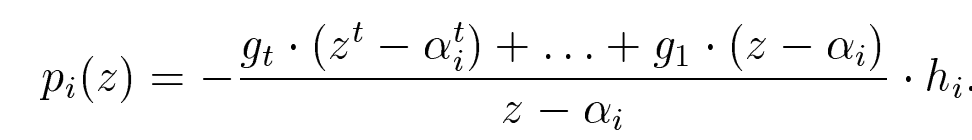 p_i(z) = -\frac{g_t \cdot (z^t - \alpha_i^t) + \ldots + g_1 \cdot (z - \alpha_i)}{z - \alpha_i} \cdot h_i.